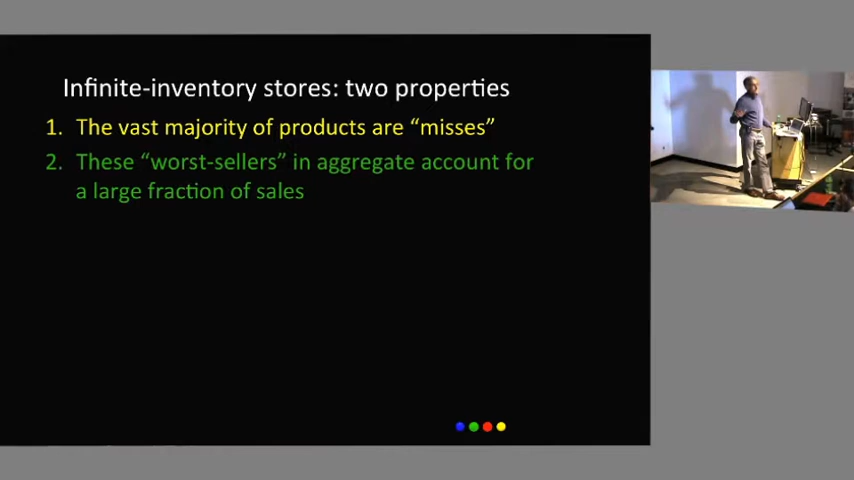 Infinite-inventory stores: two properties
1. The vast majority of products are “misses”
2. These “worst-sellers” in aggregate account for
a large fraction of sales